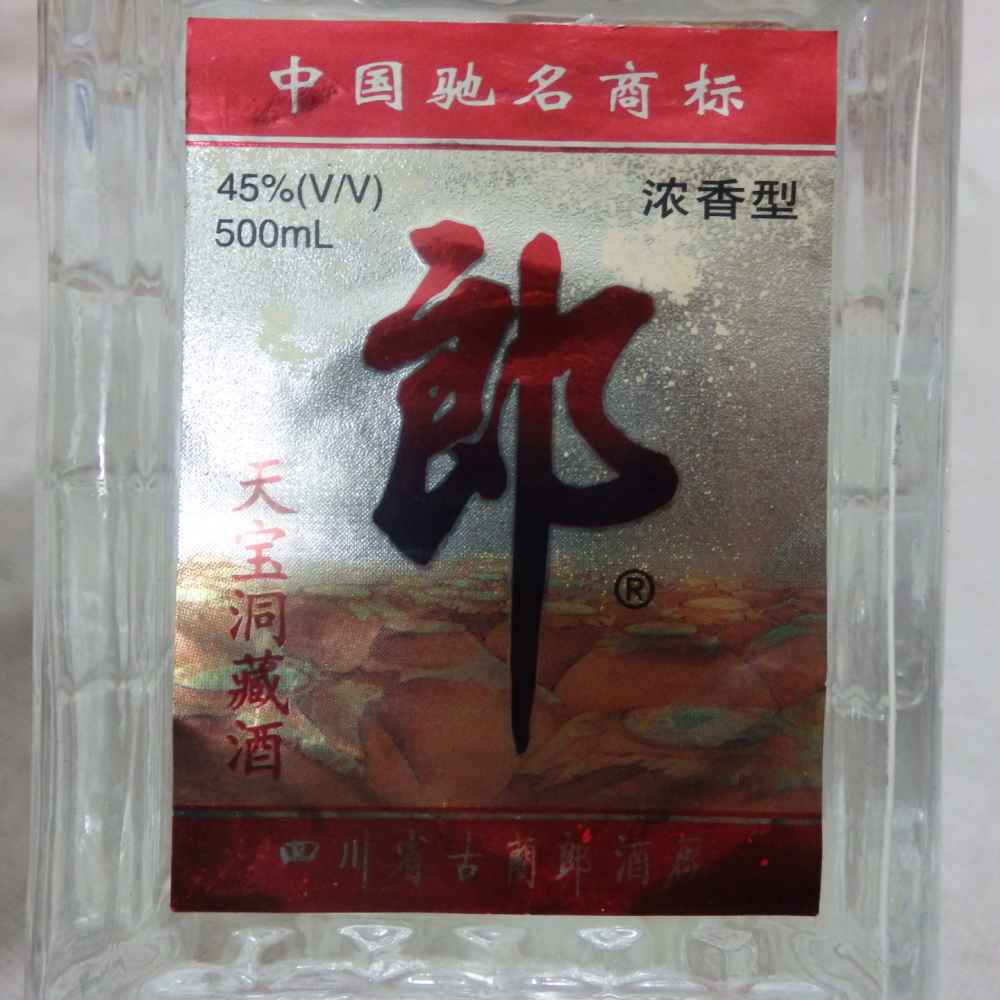 中国驰名商标
45%(V/V)
500mL
浓香型
郎®
天宝洞藏酒
四川省古蔺郎酒店